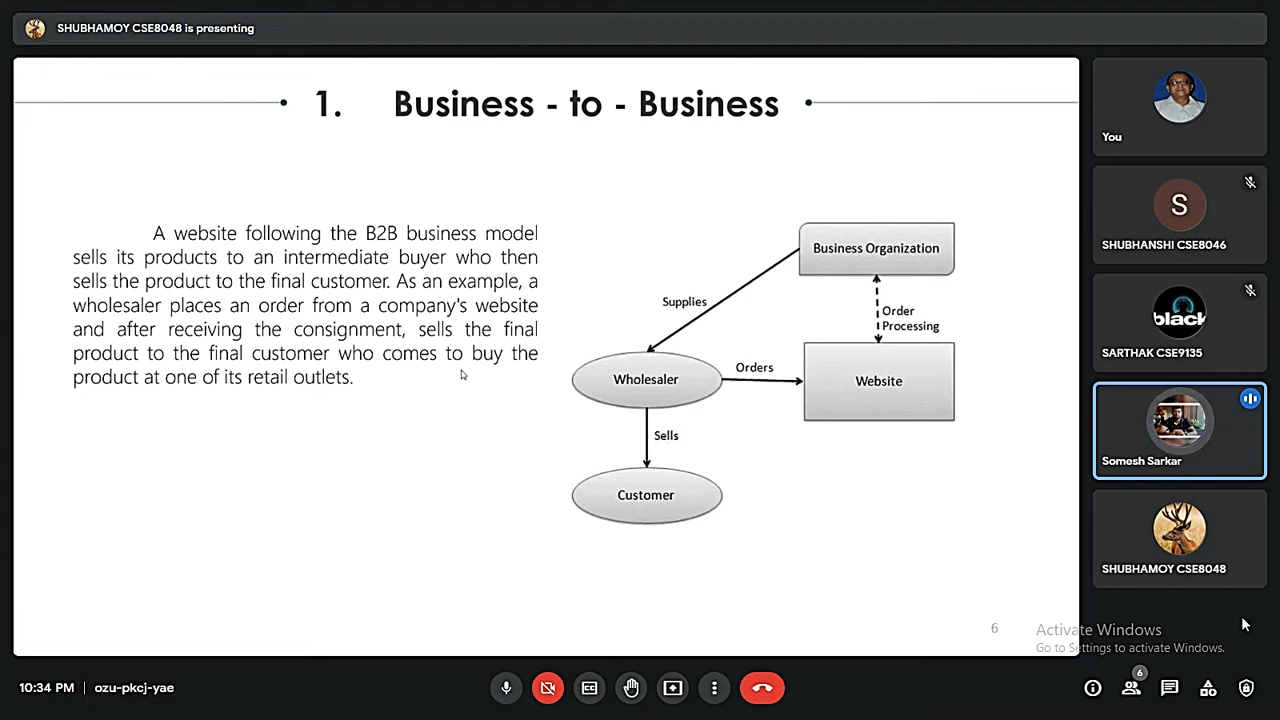 SHUBHAMOY CSE8048 is presenting
1. Business - to - Business
A website following the B2B business model
sells its products to an intermediate buyer who then
sells the product to the final customer. As an example, a
wholesaler places an order from a company's website
and after receiving the consignment, sells the final
product to the final customer who comes to buy the
product at one of its retail outlets.
Business Organization
Supplies
Order
Processing
Wholesaler
Orders
Website
Sells
Customer
6
You
S
SHUBHANSHI CSE8046
black
SARTHAK CSE9135
Somesh Sarkar
SHUBHAMOY CSE8048
Activate Windows
Go to Settings to activate Windows.
10:34 PM | ozu-pkcj-yae
CC
6